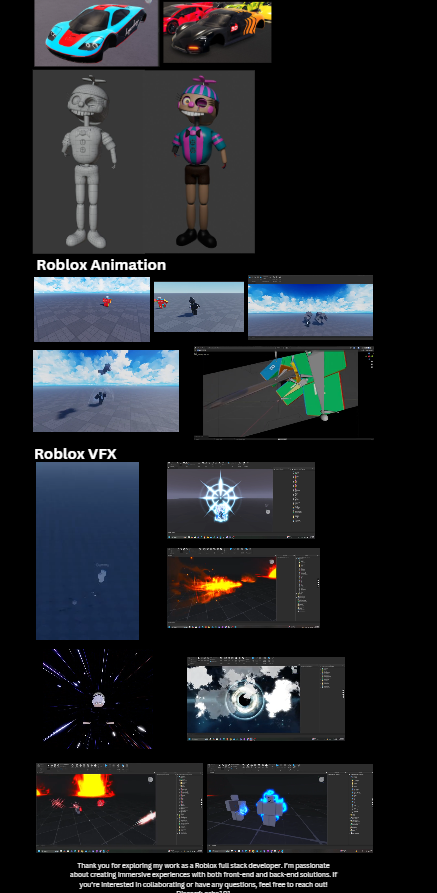 Roblox Animation
Roblox VFX
Thank you for exploring my work as a Roblox full stack developer. I'm passionate
about creating immersive experiences with both front-end and back-end solutions. If
you're interested in collaborating or have any questions, feel free to reach out!